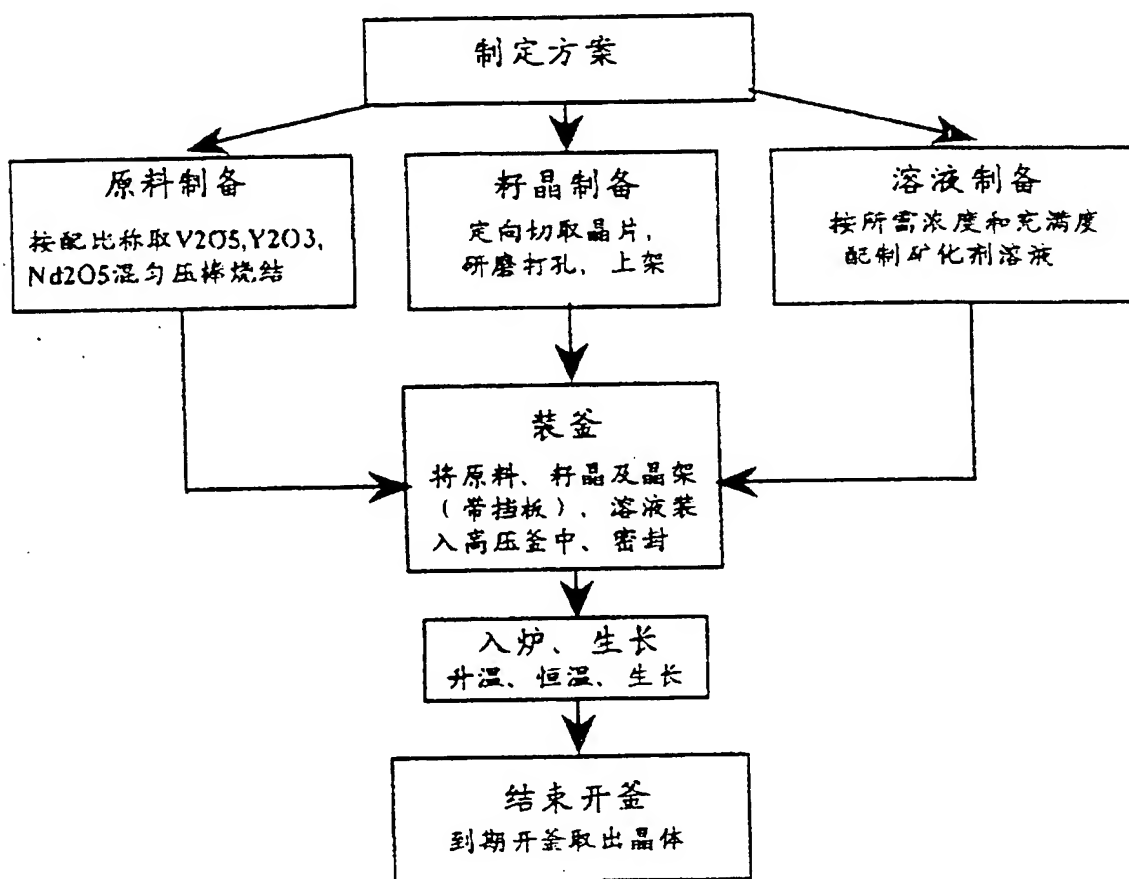 制定方案
原料制备
按配比称取V2O5,Y2O3,
Nd2O5混匀压棒烧结
籽晶制备
定向切取晶片，
研磨打孔、上架
溶液制备
按所需浓度和充满度
配制矿化剂溶液
装釜
将原料、籽晶及晶架
（带挡板）、溶液装
入高压釜中、密封
入炉、生长
升温、恒温、生长
结束开釜
到期开釜取出晶体